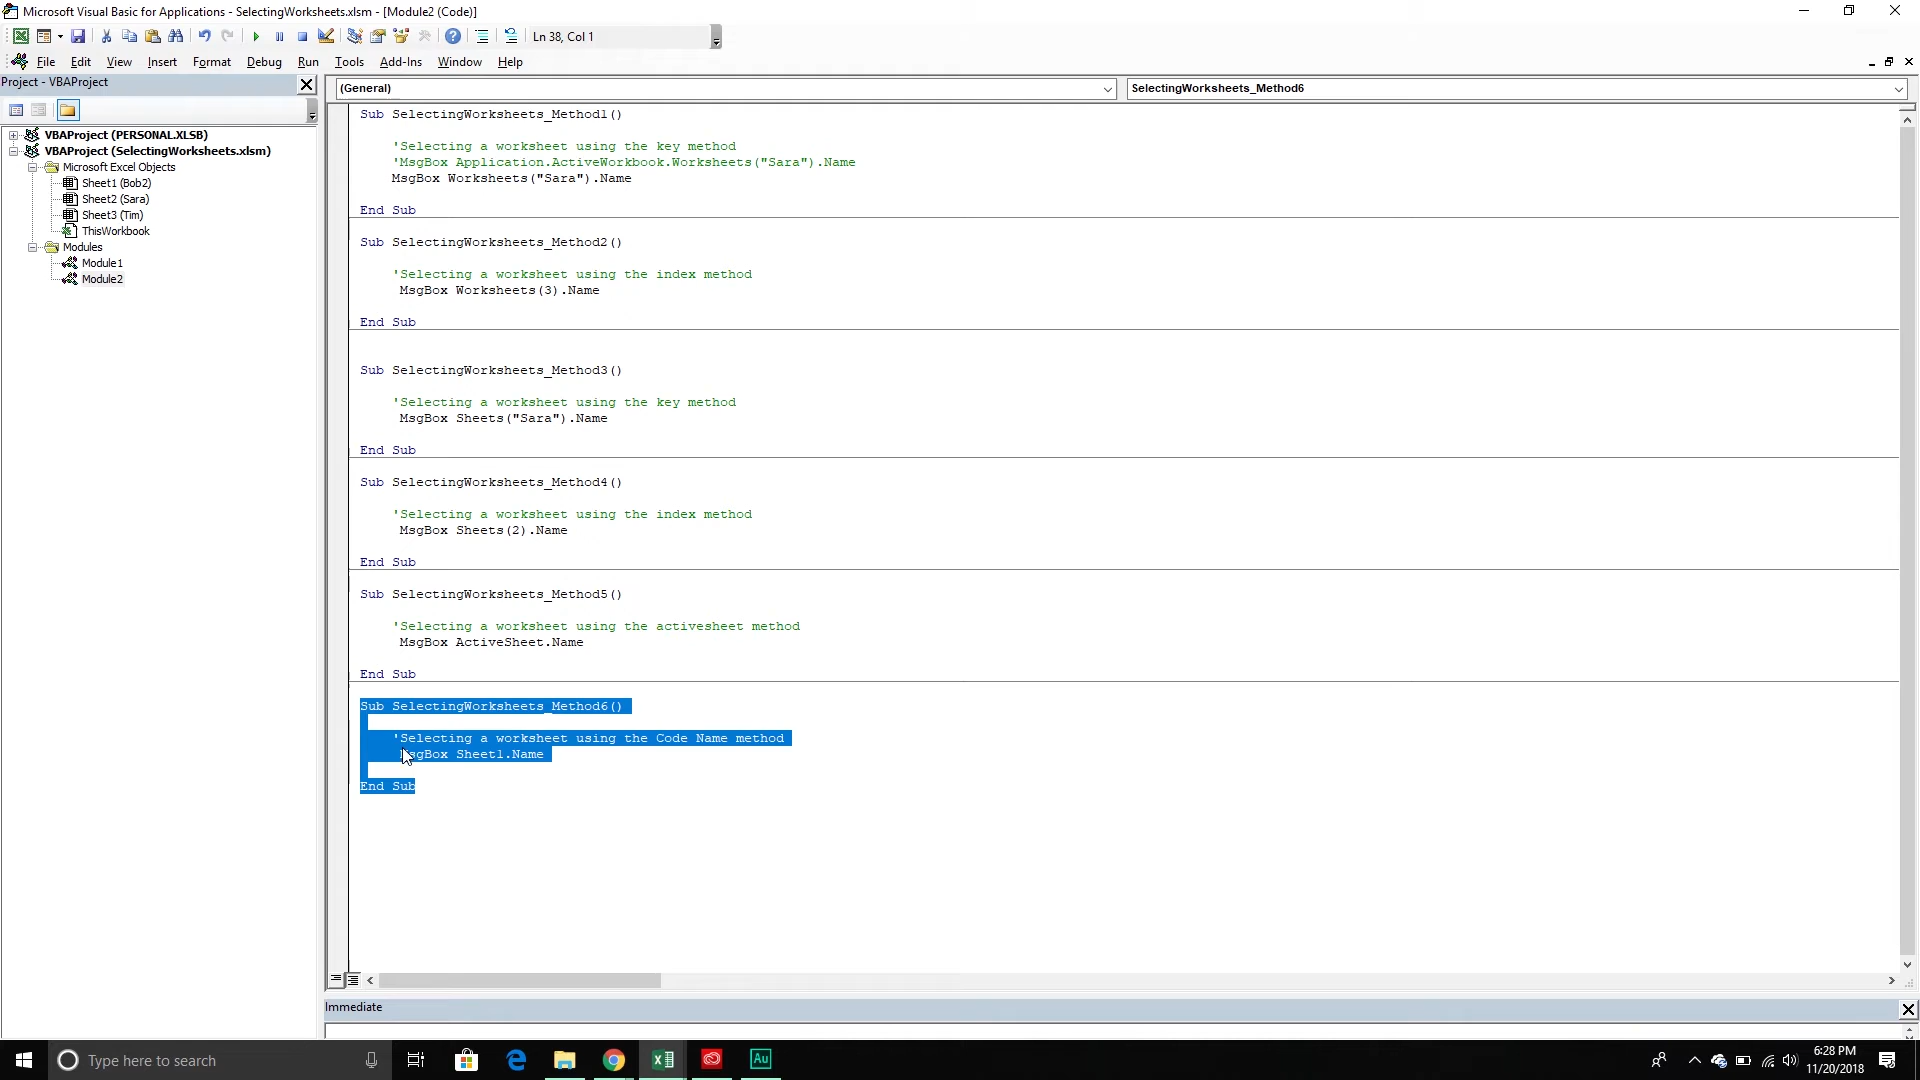 Microsoft Visual Basic for Applications - SelectingWorksheets.xlsm - [Module2 (Code)]
Ln 38, Col 1
File Edit View Insert Format Debug Run Tools Add-Ins Window Help
Project - VBAProject
VBAProject (PERSONAL.XLSB)
VBAProject (SelectingWorksheets.xlsm)
Microsoft Excel Objects
Sheet1 (Bob2)
Sheet2 (Sara)
Sheet3 (Tim)
ThisWorkbook
Modules
Module1
Module2
(General)
SelectingWorksheets_Method6
Sub SelectingWorksheets_Method1()
'Selecting a worksheet using the key method
'MsgBox Application.ActiveWorkbook.Worksheets("Sara").Name
MsgBox Worksheets("Sara").Name
End Sub
Sub SelectingWorksheets_Method2()
'Selecting a worksheet using the index method
MsgBox Worksheets(3).Name
End Sub
Sub SelectingWorksheets_Method3()
'Selecting a worksheet using the key method
MsgBox Sheets("Sara").Name
End Sub
Sub SelectingWorksheets_Method4()
'Selecting a worksheet using the index method
MsgBox Sheets(2).Name
End Sub
Sub SelectingWorksheets_Method5()
'Selecting a worksheet using the activesheet method
MsgBox ActiveSheet.Name
End Sub
Sub SelectingWorksheets_Method6()
'Selecting a worksheet using the Code Name method
MsgBox Sheet1.Name
End Sub
Immediate
Type here to search
Au
6:28 PM
11/20/2018